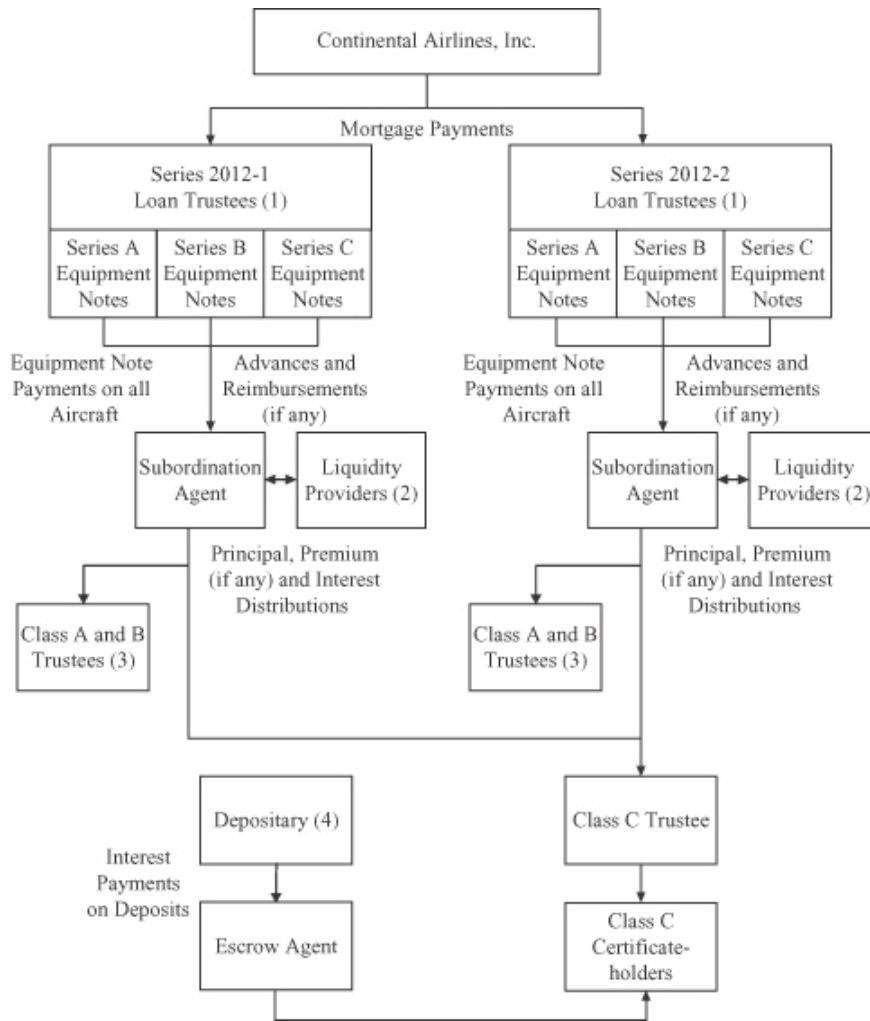 Continental Airlines, Inc.
Mortgage Payments
Series 2012-1
Loan Trustees (1)
Series A
Equipment
Notes
Series B
Equipment
Notes
Series C
Equipment
Notes
Series 2012-2
Loan Trustees (1)
Series A
Equipment
Notes
Series B
Equipment
Notes
Series C
Equipment
Notes
Equipment Note
Payments on all
Aircraft
Advances and
Reimbursements
(if any)
Equipment Note
Payments on all
Aircraft
Advances and
Reimbursements
(if any)
Subordination
Agent
Liquidity
Providers (2)
Subordination
Agent
Liquidity
Providers (2)
Principal, Premium
(if any) and Interest
Distributions
Principal, Premium
(if any) and Interest
Distributions
Class A and B
Trustees (3)
Class A and B
Trustees (3)
Depositary (4)
Class C Trustee
Interest
Payments
on Deposits
Escrow Agent
Class C
Certificate-
holders